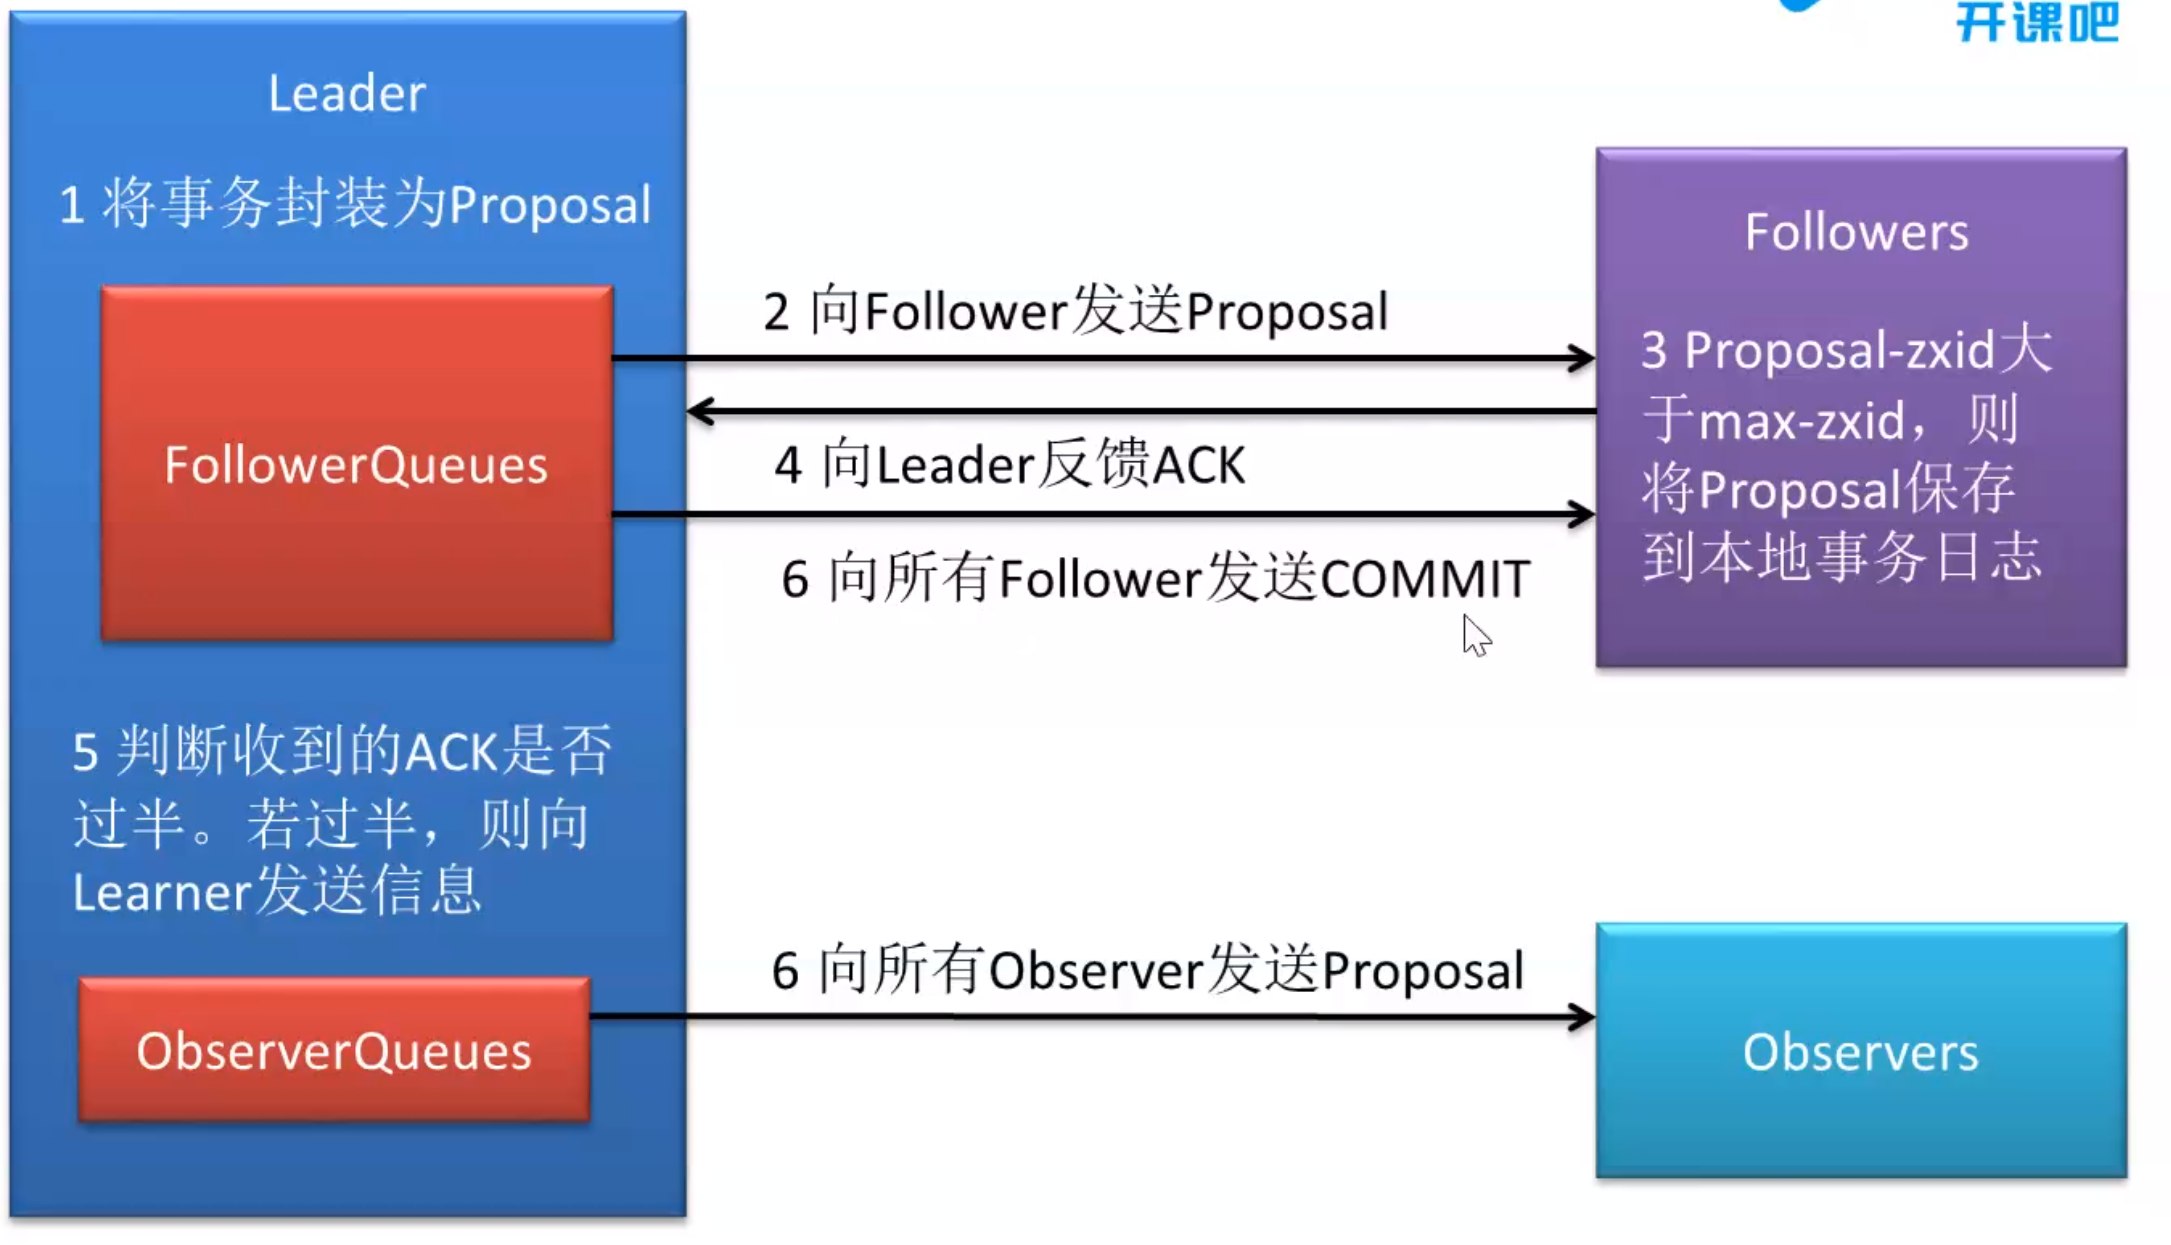 开课吧
Leader
1 将事务封装为Proposal
FollowerQueues
5 判断收到的ACK是否
过半。若过半，则向
Learner发送信息
ObserverQueues
2 向Follower发送Proposal
4 向Leader反馈ACK
6 向所有Follower发送COMMIT
6 向所有Observer发送Proposal
Followers
3 Proposal-zxid大
于max-zxid，则
将Proposal保存
到本地事务日志
Observers